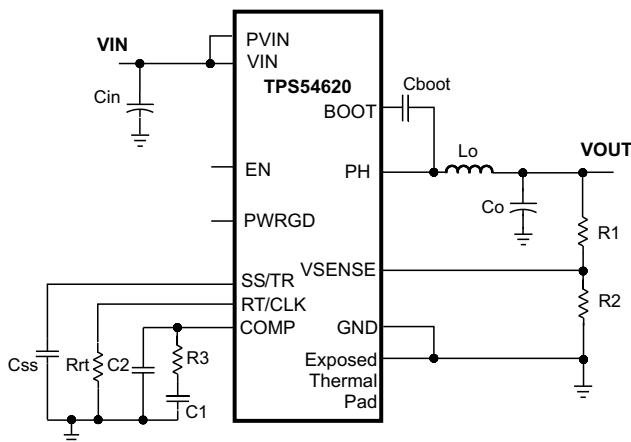 VIN
PVIN
VIN
TPS54620
Cin
Cboot
BOOT
Lo
VOUT
EN
PH
Co
R1
PWRGD
VSENSE
SS/TR
R2
RT/CLK
COMP
GND
Css
Rrt
C2
R3
C1
Exposed
Thermal
Pad